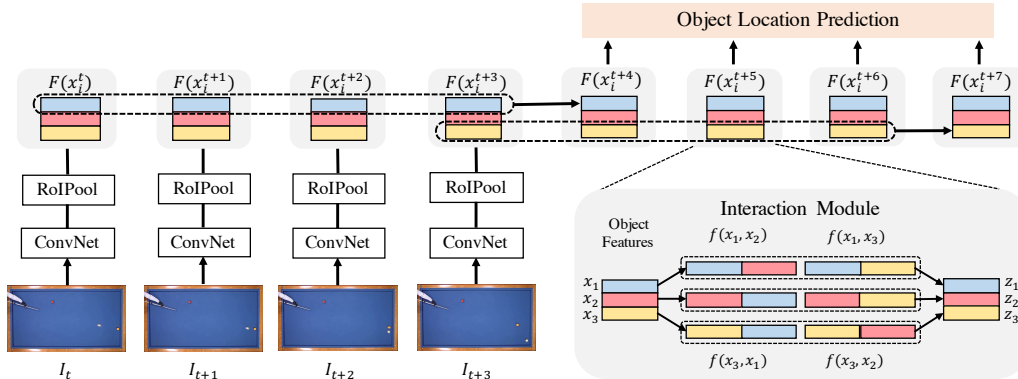 Object Location Prediction
F(x_i^t) F(x_i^{t+1}) F(x_i^{t+2}) F(x_i^{t+3}) F(x_i^{t+4}) F(x_i^{t+5}) F(x_i^{t+6}) F(x_i^{t+7})
RoIPool RoIPool RoIPool RoIPool
ConvNet ConvNet ConvNet ConvNet
I_t I_{t+1} I_{t+2} I_{t+3}
Interaction Module
Object
Features
f(x_1, x_2) f(x_1, x_3)
x_1 z_1
x_2 z_2
x_3 z_3
f(x_3, x_1) f(x_3, x_2)